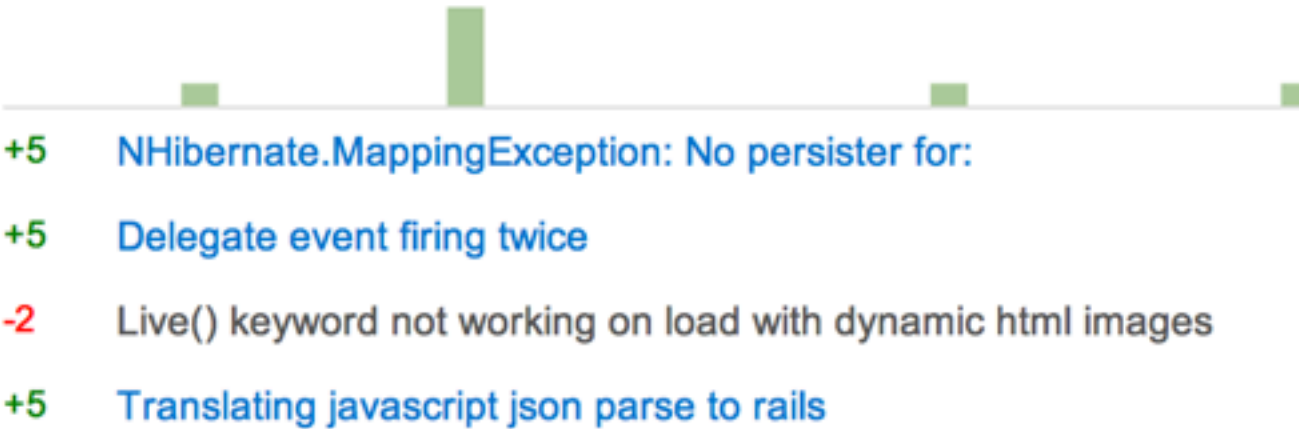 +5 NHibernate.MappingException: No persister for:
+5 Delegate event firing twice
-2 Live() keyword not working on load with dynamic html images
+5 Translating javascript json parse to rails